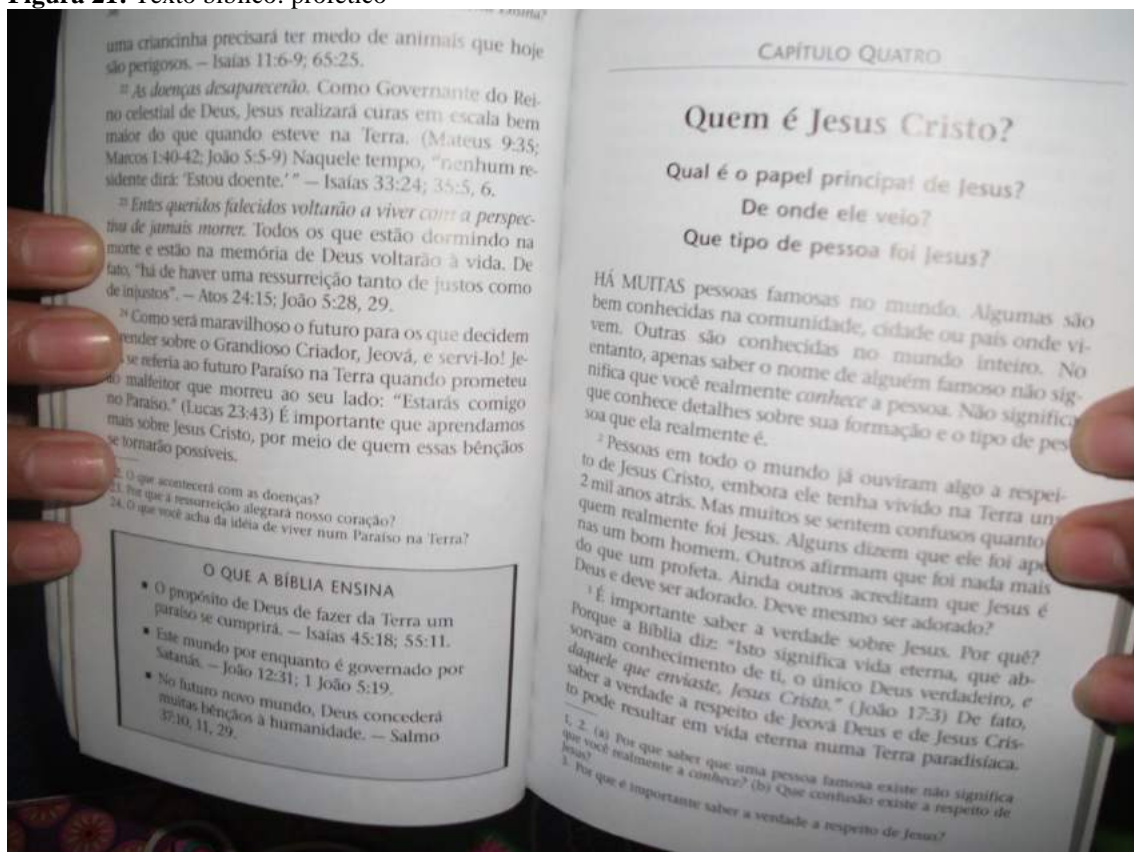 Figura 21: Texto bíblico: profético
Ensina?
uma criancinha precisará ter medo de animais que hoje
são perigosos. — Isaías 11:6-9; 65:25.
²² As doenças desaparecerão. Como Governante do Rei-
no celestial de Deus, Jesus realizará curas em escala bem
maior do que quando esteve na Terra. (Mateus 9:35;
Marcos 1:40-42; João 5:5-9) Naquele tempo, “nenhum re-
sidente dirá: ‘Estou doente.’” — Isaías 33:24; 35:5, 6.
²³ Entes queridos falecidos voltarão a viver com a perspec-
tiva de jamais morrer. Todos os que estão dormindo na
morte e estão na memória de Deus voltarão à vida. De
fato, “há de haver uma ressurreição tanto de justos como
de injustos”. — Atos 24:15; João 5:28, 29.
²⁴ Como será maravilhoso o futuro para os que decidem
render sobre o Grandioso Criador, Jeová, e servi-lo! Je-
se referia ao futuro Paraíso na Terra quando prometeu
ao malfeitor que morreu ao seu lado: “Estarás comigo
no Paraíso.” (Lucas 23:43) É importante que aprendamos
mais sobre Jesus Cristo, por meio de quem essas bênçãos
se tornarão possíveis.
2. O que acontecerá com as doenças?
23. Por que a ressurreição alegrará nosso coração?
24. O que você acha da idéia de viver num Paraíso na Terra?
O QUE A BÍBLIA ENSINA
▪ O propósito de Deus de fazer da Terra um
paraíso se cumprirá. — Isaías 45:18; 55:11.
▪ Este mundo por enquanto é governado por
Satanás. — João 12:31; 1 João 5:19.
▪ No futuro novo mundo, Deus concederá
muitas bênçãos à humanidade. — Salmo
37:10, 11, 29.
CAPÍTULO QUATRO
Quem é Jesus Cristo?
Qual é o papel principal de Jesus?
De onde ele veio?
Que tipo de pessoa foi Jesus?
HÁ MUITAS pessoas famosas no mundo. Algumas são
bem conhecidas na comunidade, cidade ou país onde vi-
vem. Outras são conhecidas no mundo inteiro. No
entanto, apenas saber o nome de alguém famoso não sig-
nifica que você realmente conhece a pessoa. Não significa
que conhece detalhes sobre sua formação e o tipo de pes
soa que ela realmente é.
² Pessoas em todo o mundo já ouviram algo a respei-
to de Jesus Cristo, embora ele tenha vivido na Terra uns
2 mil anos atrás. Mas muitos se sentem confusos quanto
quem realmente foi Jesus. Alguns dizem que ele foi ape
nas um bom homem. Outros afirmam que foi nada mais
do que um profeta. Ainda outros acreditam que Jesus é
Deus e deve ser adorado. Deve mesmo ser adorado?
³ É importante saber a verdade sobre Jesus. Por quê?
Porque a Bíblia diz: “Isto significa vida eterna, que ab-
sorvam conhecimento de ti, o único Deus verdadeiro, e
daquele que enviaste, Jesus Cristo.” (João 17:3) De fato,
saber a verdade a respeito de Jeová Deus e de Jesus Cris-
to pode resultar em vida eterna numa Terra paradisíaca.
1, 2. (a) Por que saber que uma pessoa famosa existe não significa
que você realmente a conhece? (b) Que confusão existe a respeito de
Jesus?
3. Por que é importante saber a verdade a respeito de Jesus?